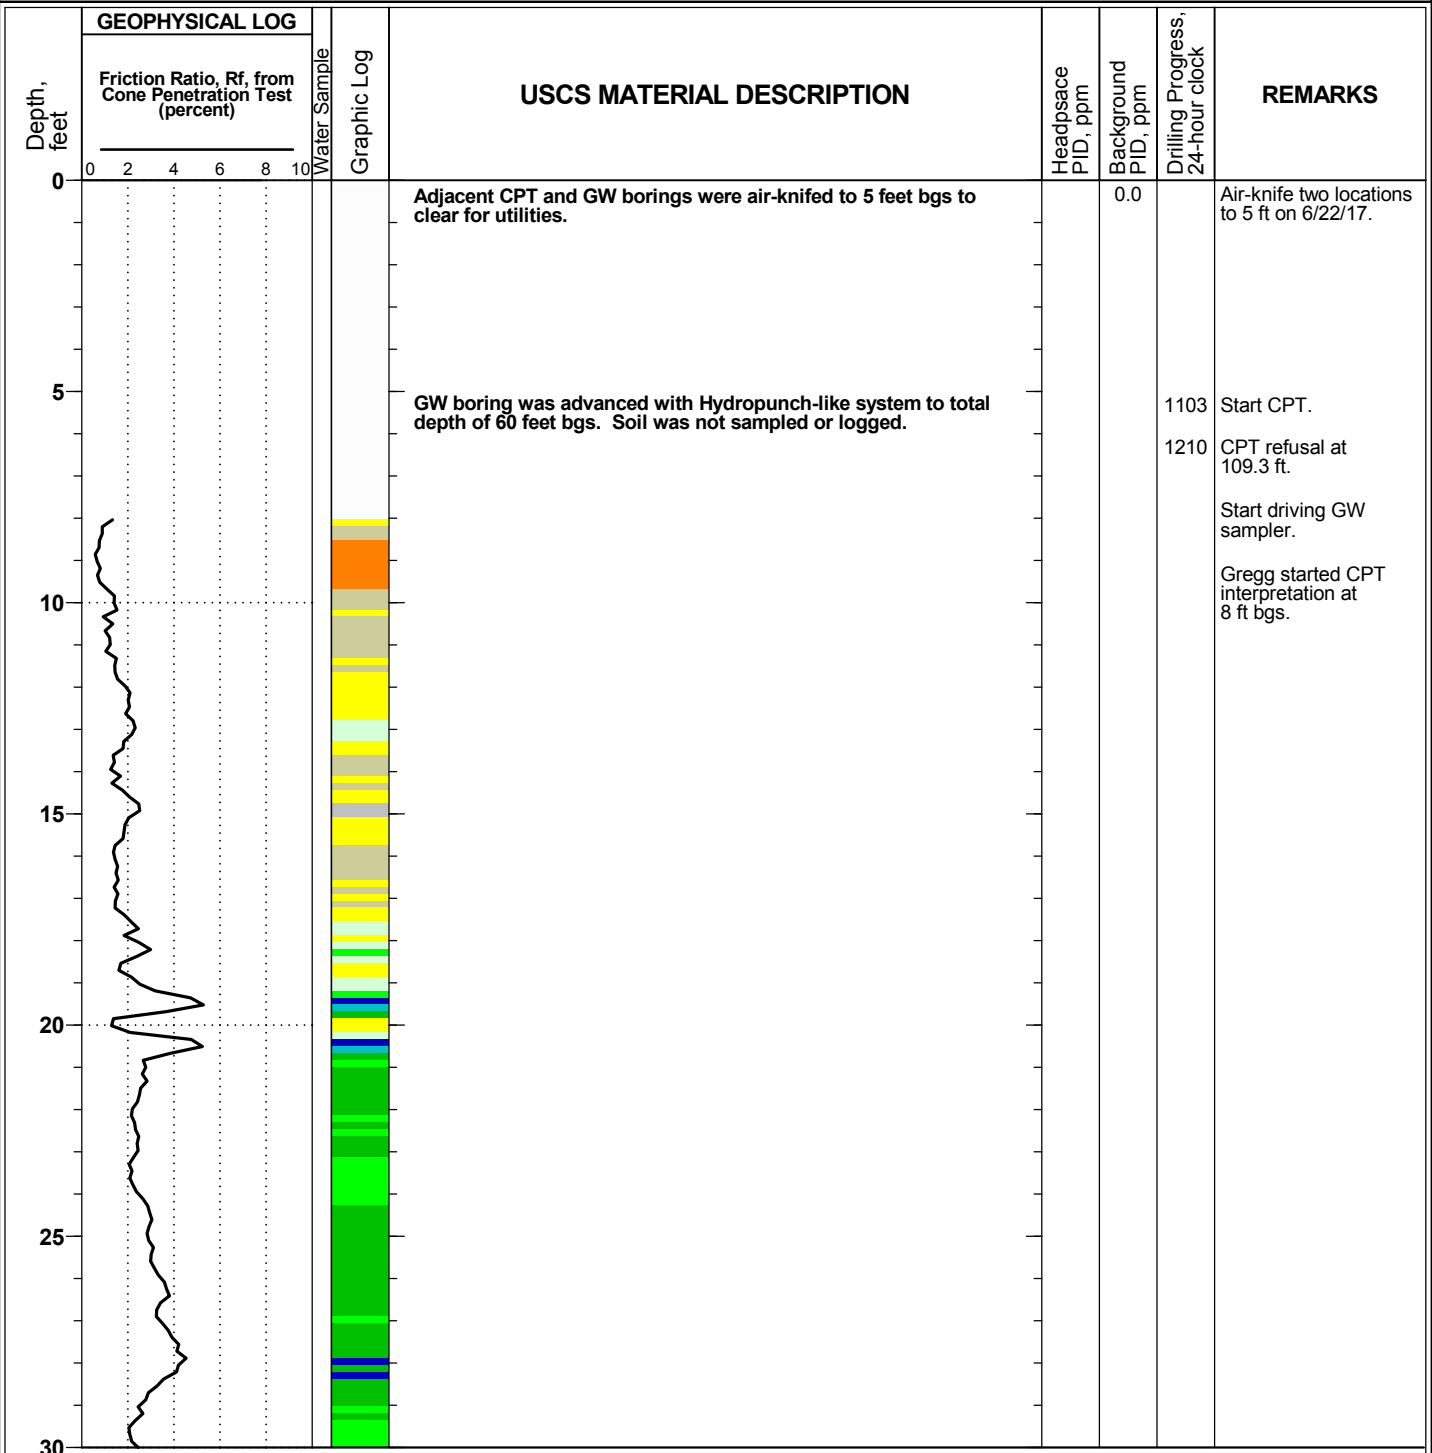 GEOPHYSICAL LOG
Depth,
feet
Friction Ratio, Rf, from
Cone Penetration Test
(percent)
0 2 4 6 8 10
Water Sample
Graphic Log
USCS MATERIAL DESCRIPTION
Headpsace
PID, ppm
Background
PID, ppm
Drilling Progress,
24-hour clock
REMARKS
0
Adjacent CPT and GW borings were air-knifed to 5 feet bgs to
clear for utilities.
0.0
Air-knife two locations
to 5 ft on 6/22/17.
5
GW boring was advanced with Hydropunch-like system to total
depth of 60 feet bgs. Soil was not sampled or logged.
1103 Start CPT.
1210 CPT refusal at
109.3 ft.
Start driving GW
sampler.
Gregg started CPT
interpretation at
8 ft bgs.
10
15
20
25
30